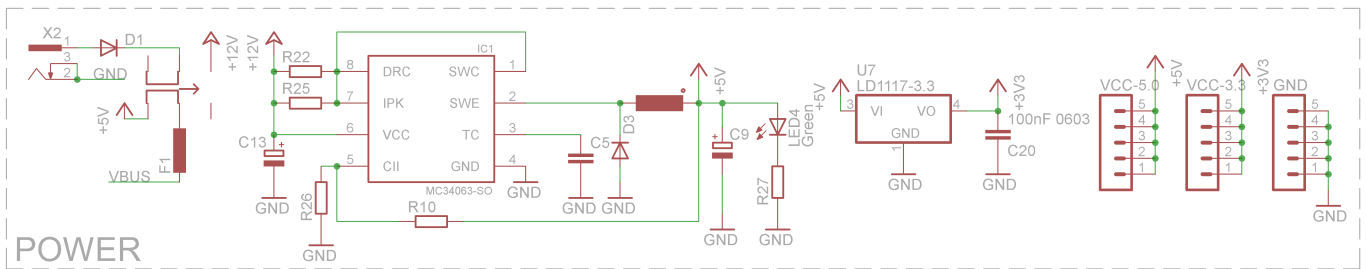 X2
1
3
2
D1
GND
+5V
F1
VBUS
+12V
+12V
R22
R25
C13
GND
R26
GND
R10
IC1
8
7
6
5
DRC
IPK
VCC
CII
SWC
SWE
TC
GND
1
2
3
4
MC34063-SO
GND
C5
GND
D3
GND
+5V
C9
GND
LED4
Green
R27
GND
+5V
U7
LD1117-3.3
3
VI
VO
4
GND
1
GND
+3V3
100nF 0603
C20
GND
VCC-5.0
+5V
5
4
3
2
1
VCC-3.3
+3V3
5
4
3
2
1
GND
5
4
3
2
1
GND
POWER